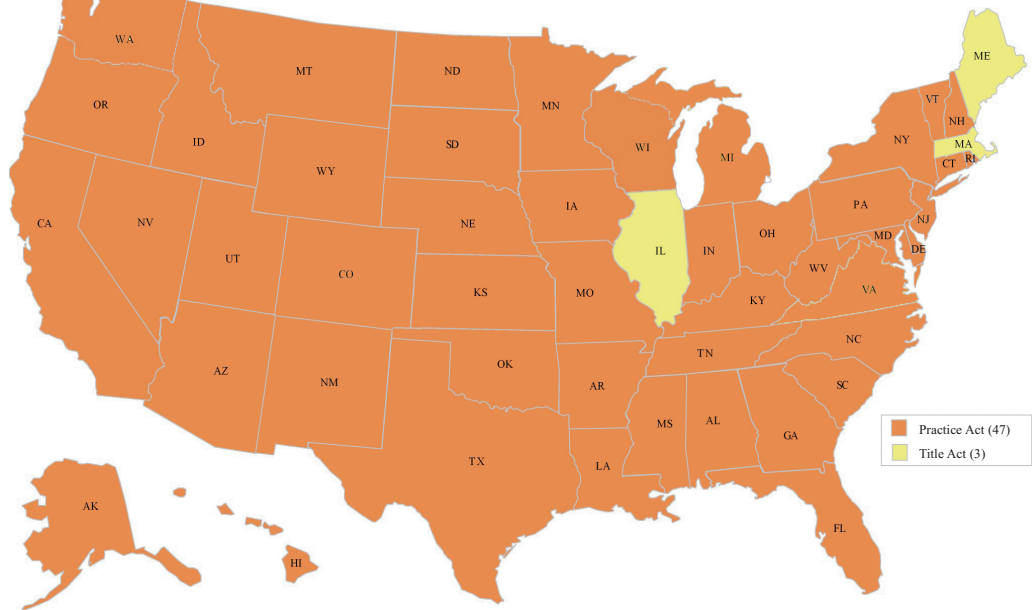 WA
MT
ND
MN
ME
OR
ID
SD
WI
MI
VT
NH
NY
MA
CT
RI
WY
IA
NE
PA
NJ
CA
NV
UT
CO
IL
IN
OH
MD
DE
WV
VA
KS
MO
KY
NC
TN
AZ
NM
OK
AR
SC
MS
AL
GA
TX
LA
AK
HI
FL
Practice Act (47)
Title Act (3)